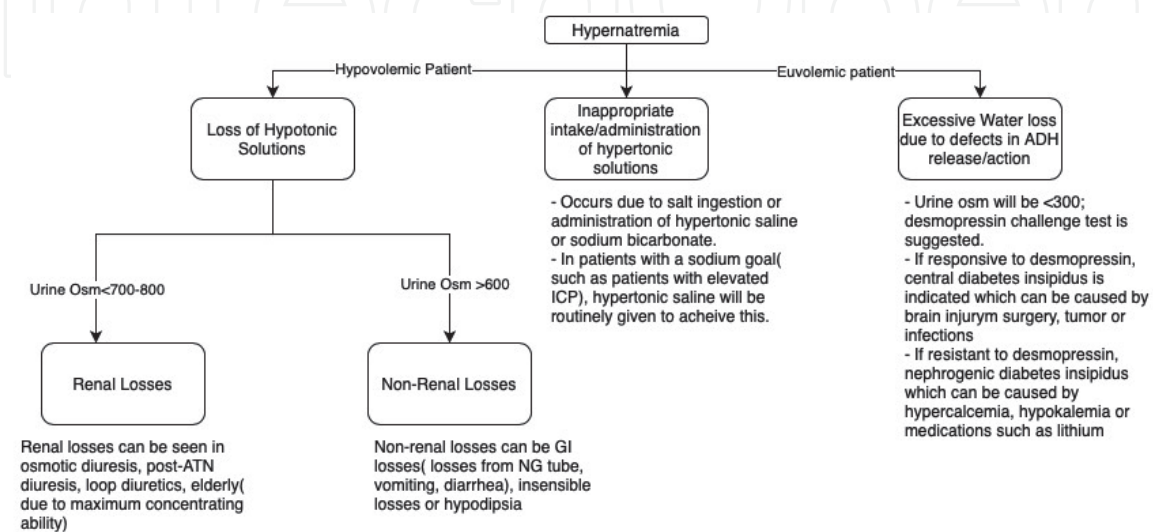 Hypernatremia
Hypovolemic Patient
Euvolemic patient
Loss of Hypotonic
Solutions
Inappropriate
intake/administration
of hypertonic
solutions
Excessive Water loss
due to defects in ADH
release/action
- Occurs due to salt ingestion or
administration of hypertonic saline
or sodium bicarbonate.
- In patients with a sodium goal(
such as patients with elevated
ICP), hypertonic saline will be
routinely given to acheive this.
- Urine osm will be <300;
desmopressin challenge test is
suggested.
- If responsive to desmopressin,
central diabetes insipidus is
indicated which can be caused by
brain injurym surgery, tumor or
infections
- If resistant to desmopressin,
nephrogenic diabetes insipidus
which can be caused by
hypercalcemia, hypokalemia or
medications such as lithium
Urine Osm<700-800
Urine Osm >600
Renal Losses
Non-Renal Losses
Renal losses can be seen in
osmotic diuresis, post-ATN
diuresis, loop diuretics, elderly(
due to maximum concentrating
ability)
Non-renal losses can be GI
losses( losses from NG tube,
vomiting, diarrhea), insensible
losses or hypodipsia